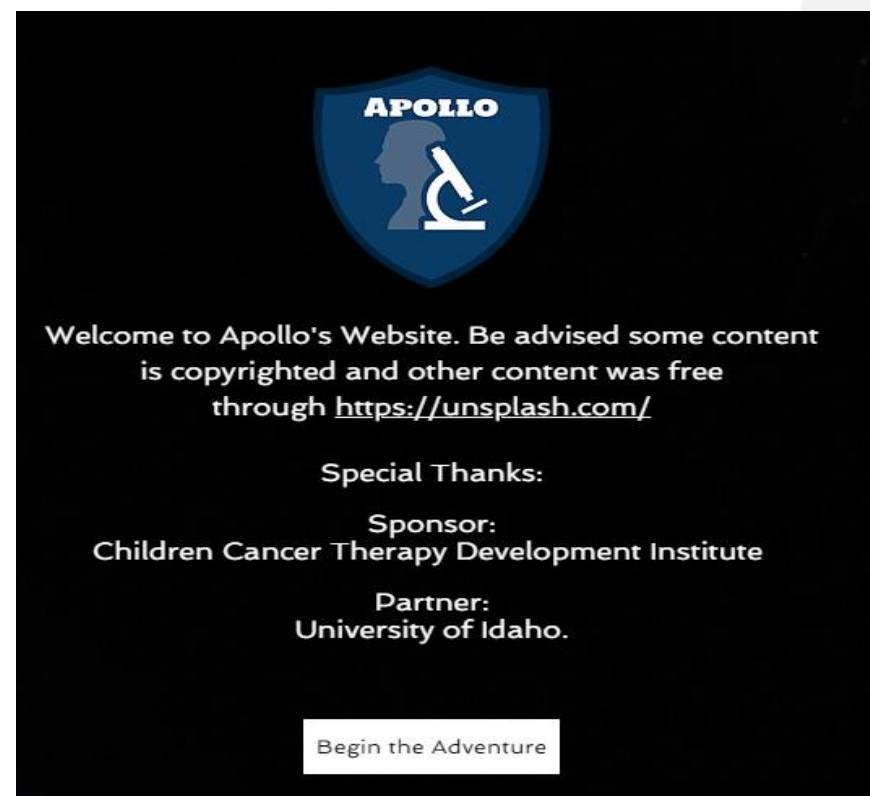 APOLLO
Welcome to Apollo's Website. Be advised some content
is copyrighted and other content was free
through https://unsplash.com/
Special Thanks:
Sponsor:
Children Cancer Therapy Development Institute
Partner:
University of Idaho.
Begin the Adventure